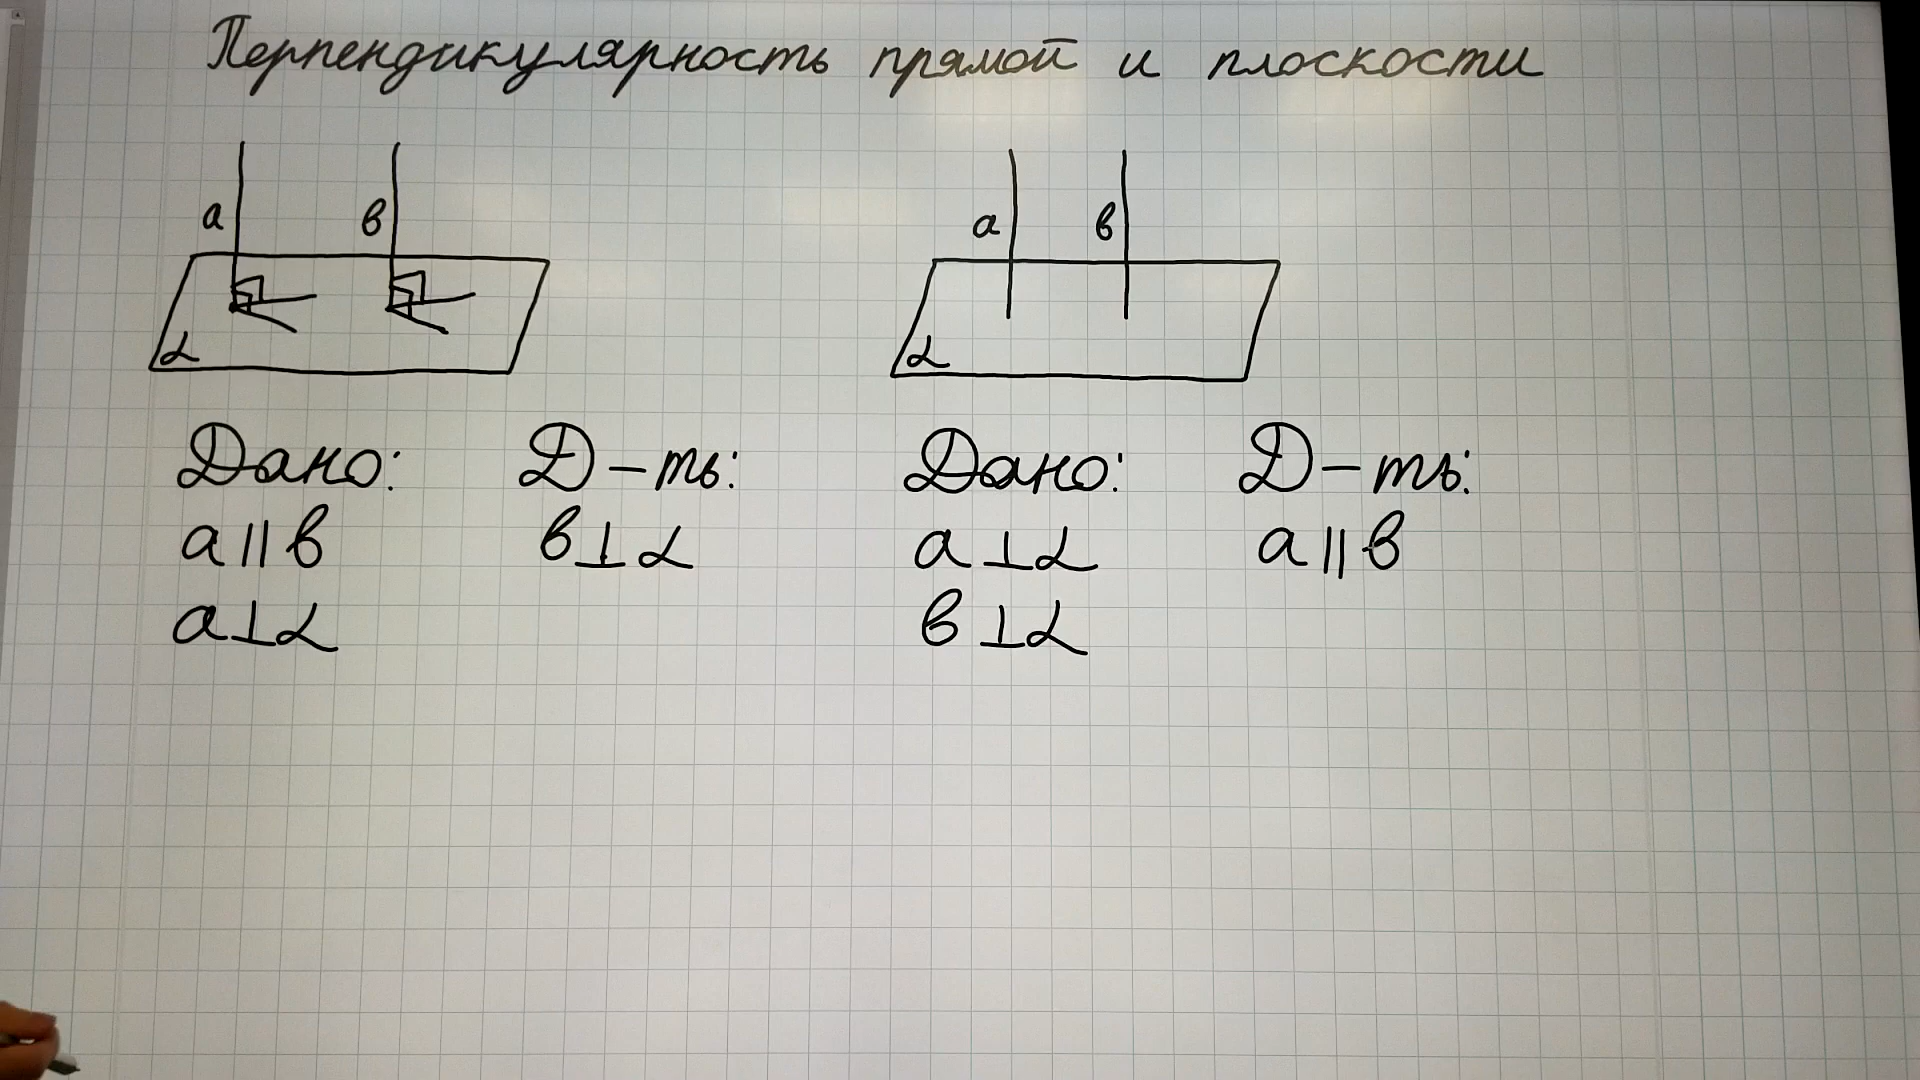 Перпендикулярность прямой и плоскости
а в
α
а в
α
Дано: Д-ть:
а || в в ⊥ α
а ⊥ α
Дано: Д-ть:
а ⊥ α а || в
в ⊥ α